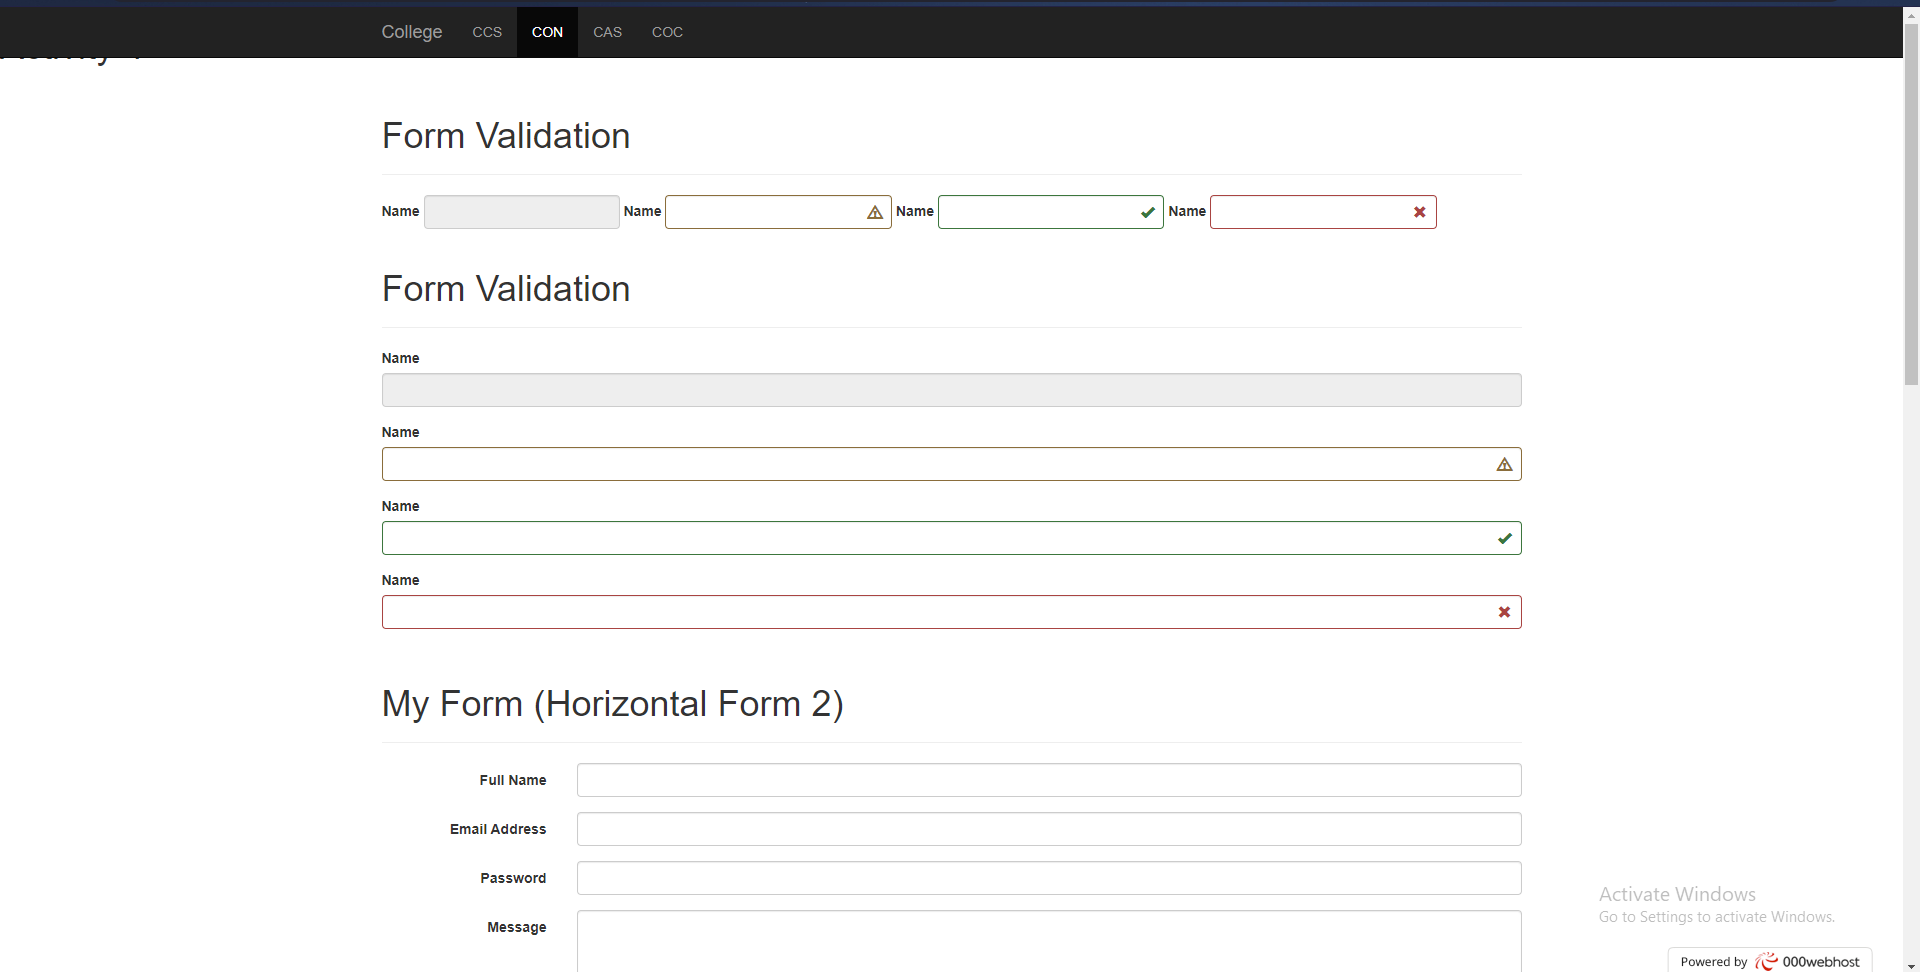 College CCS CON CAS COC
Form Validation
Name Name Name Name
Form Validation
Name
Name
Name
Name
My Form (Horizontal Form 2)
Full Name
Email Address
Password
Message
Activate Windows
Go to Settings to activate Windows.
Powered by 000webhost